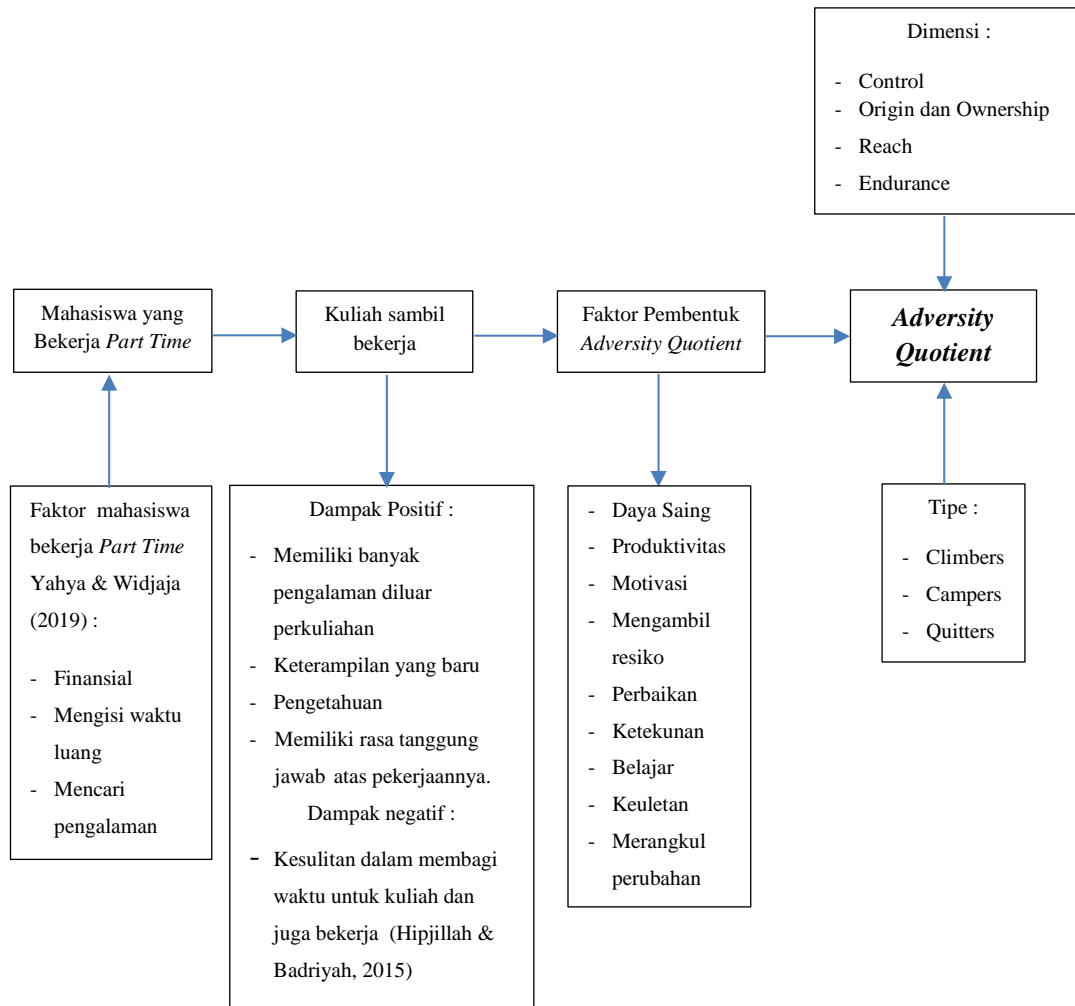 Dimensi :
- Control
- Origin dan Ownership
- Reach
- Endurance
Mahasiswa yang
Bekerja Part Time
Kuliah sambil
bekerja
Faktor Pembentuk
Adversity Quotient
Adversity
Quotient
Faktor mahasiswa
bekerja Part Time
Yahya & Widjaja
(2019) :
- Finansial
- Mengisi waktu
luang
- Mencari
pengalaman
Dampak Positif :
- Memiliki banyak
pengalaman diluar
perkuliahan
- Keterampilan yang baru
- Pengetahuan
- Memiliki rasa tanggung
jawab atas pekerjaannya.
Dampak negatif :
- Kesulitan dalam membagi
waktu untuk kuliah dan
juga bekerja (Hipjillah &
Badriyah, 2015)
- Daya Saing
- Produktivitas
- Motivasi
- Mengambil
resiko
- Perbaikan
- Ketekunan
- Belajar
- Keuletan
- Merangkul
perubahan
Tipe :
- Climbers
- Campers
- Quitters